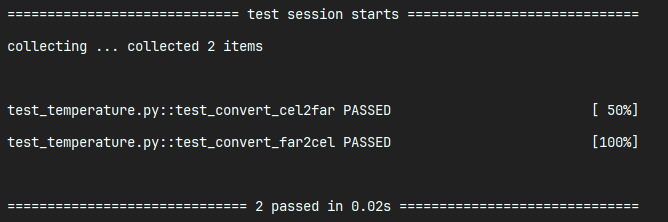 ============================= test session starts =============================
collecting ... collected 2 items
test_temperature.py::test_convert_cel2far PASSED                         [ 50%]
test_temperature.py::test_convert_far2cel PASSED                         [100%]
============================== 2 passed in 0.02s ==============================